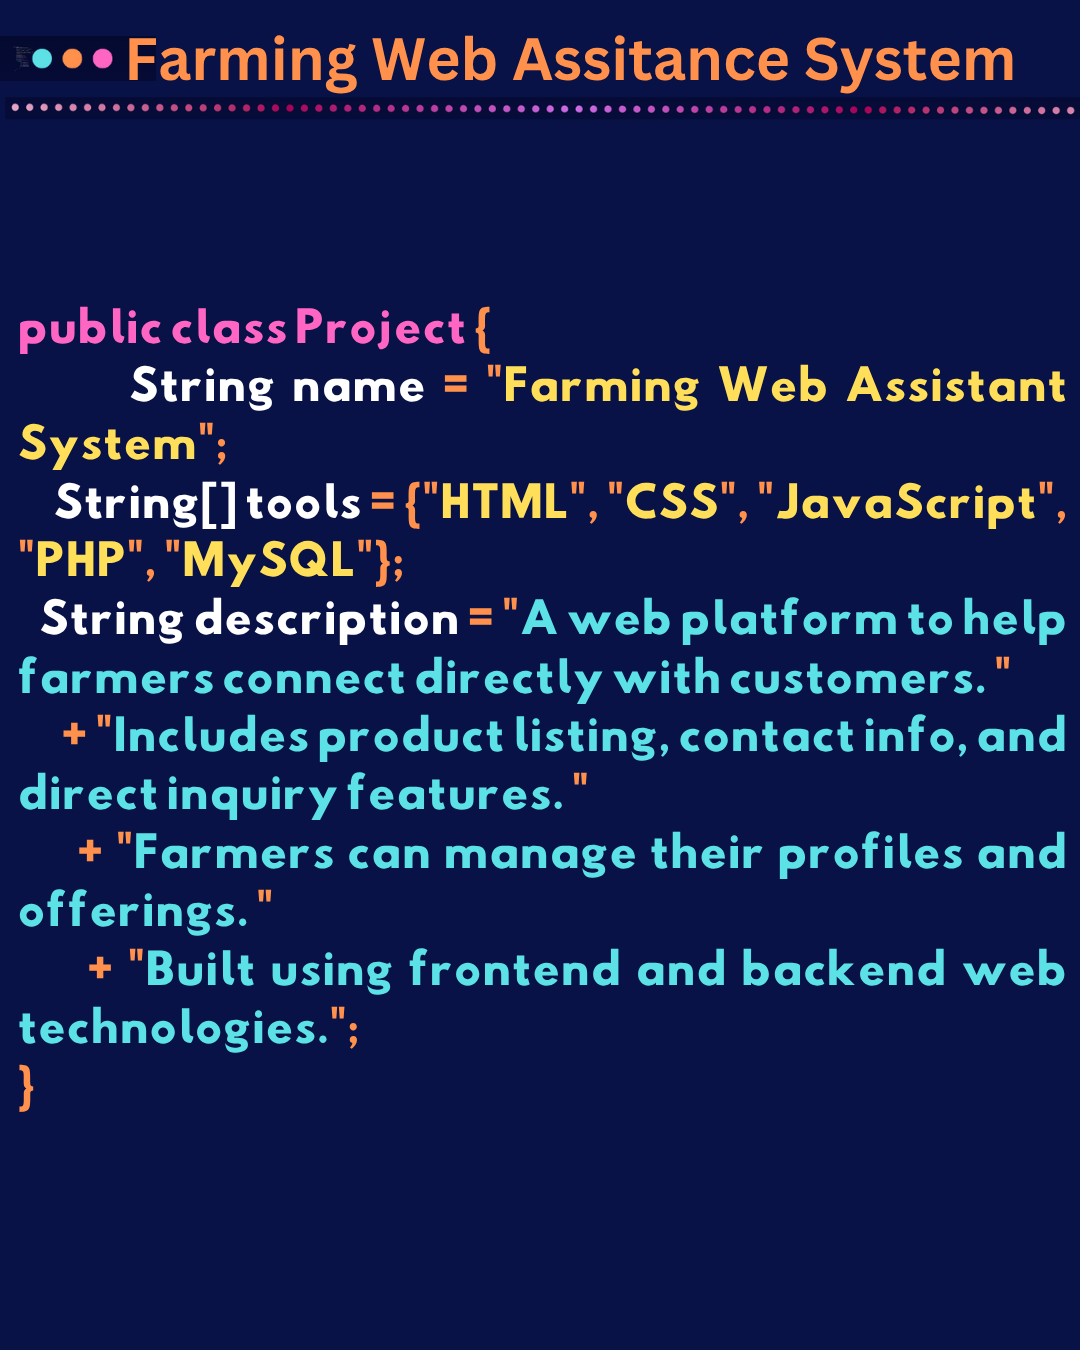 Farming Web Assitance System
public class Project {
String name = "Farming Web Assistant
System";
String[] tools = {"HTML", "CSS", "JavaScript",
"PHP", "MySQL"};
String description = "A web platform to help
farmers connect directly with customers. "
+ "Includes product listing, contact info, and
direct inquiry features. "
+ "Farmers can manage their profiles and
offerings. "
+ "Built using frontend and backend web
technologies.";
}